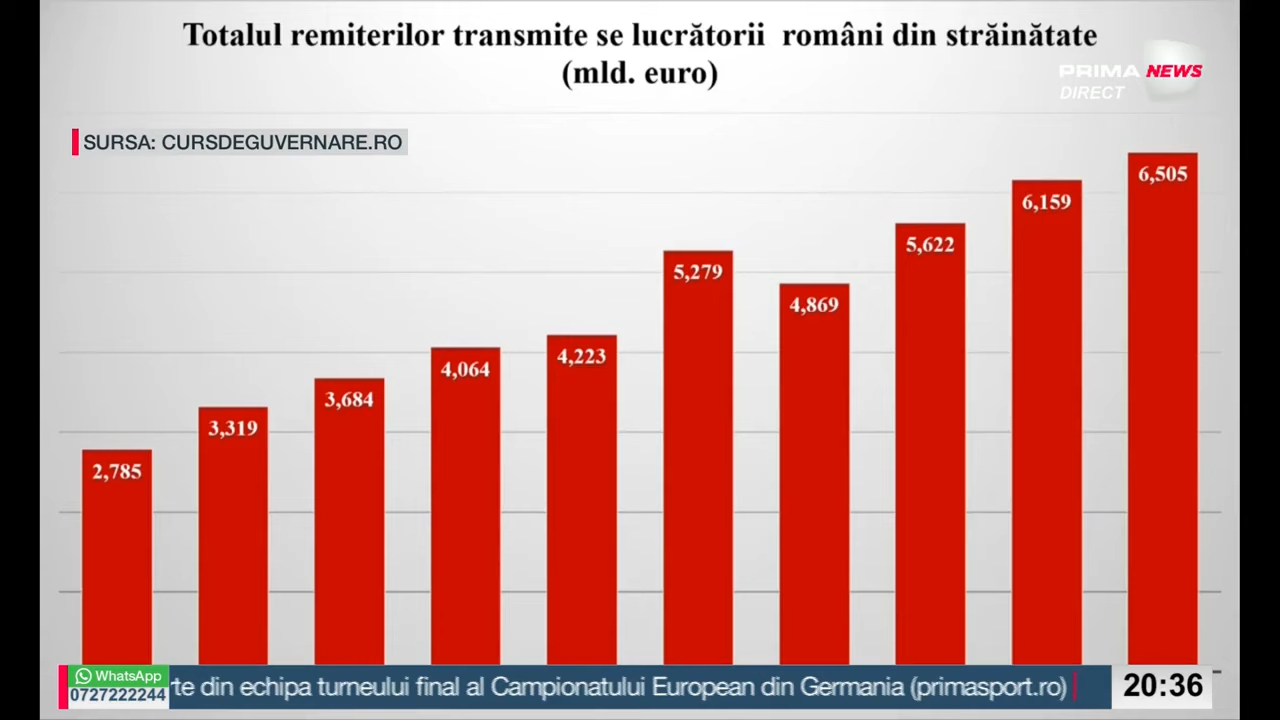 Totalul remiterilor transmite se lucrătorii români din străinătate
(mld. euro)
PRIMA NEWS
DIRECT
SURSA: CURSDEGUVERNARE.RO
2,785
3,319
3,684
4,064
4,223
5,279
4,869
5,622
6,159
6,505
WhatsApp
0727222244
rte din echipa turneului final al Campionatului European din Germania (primasport.ro)
20:36